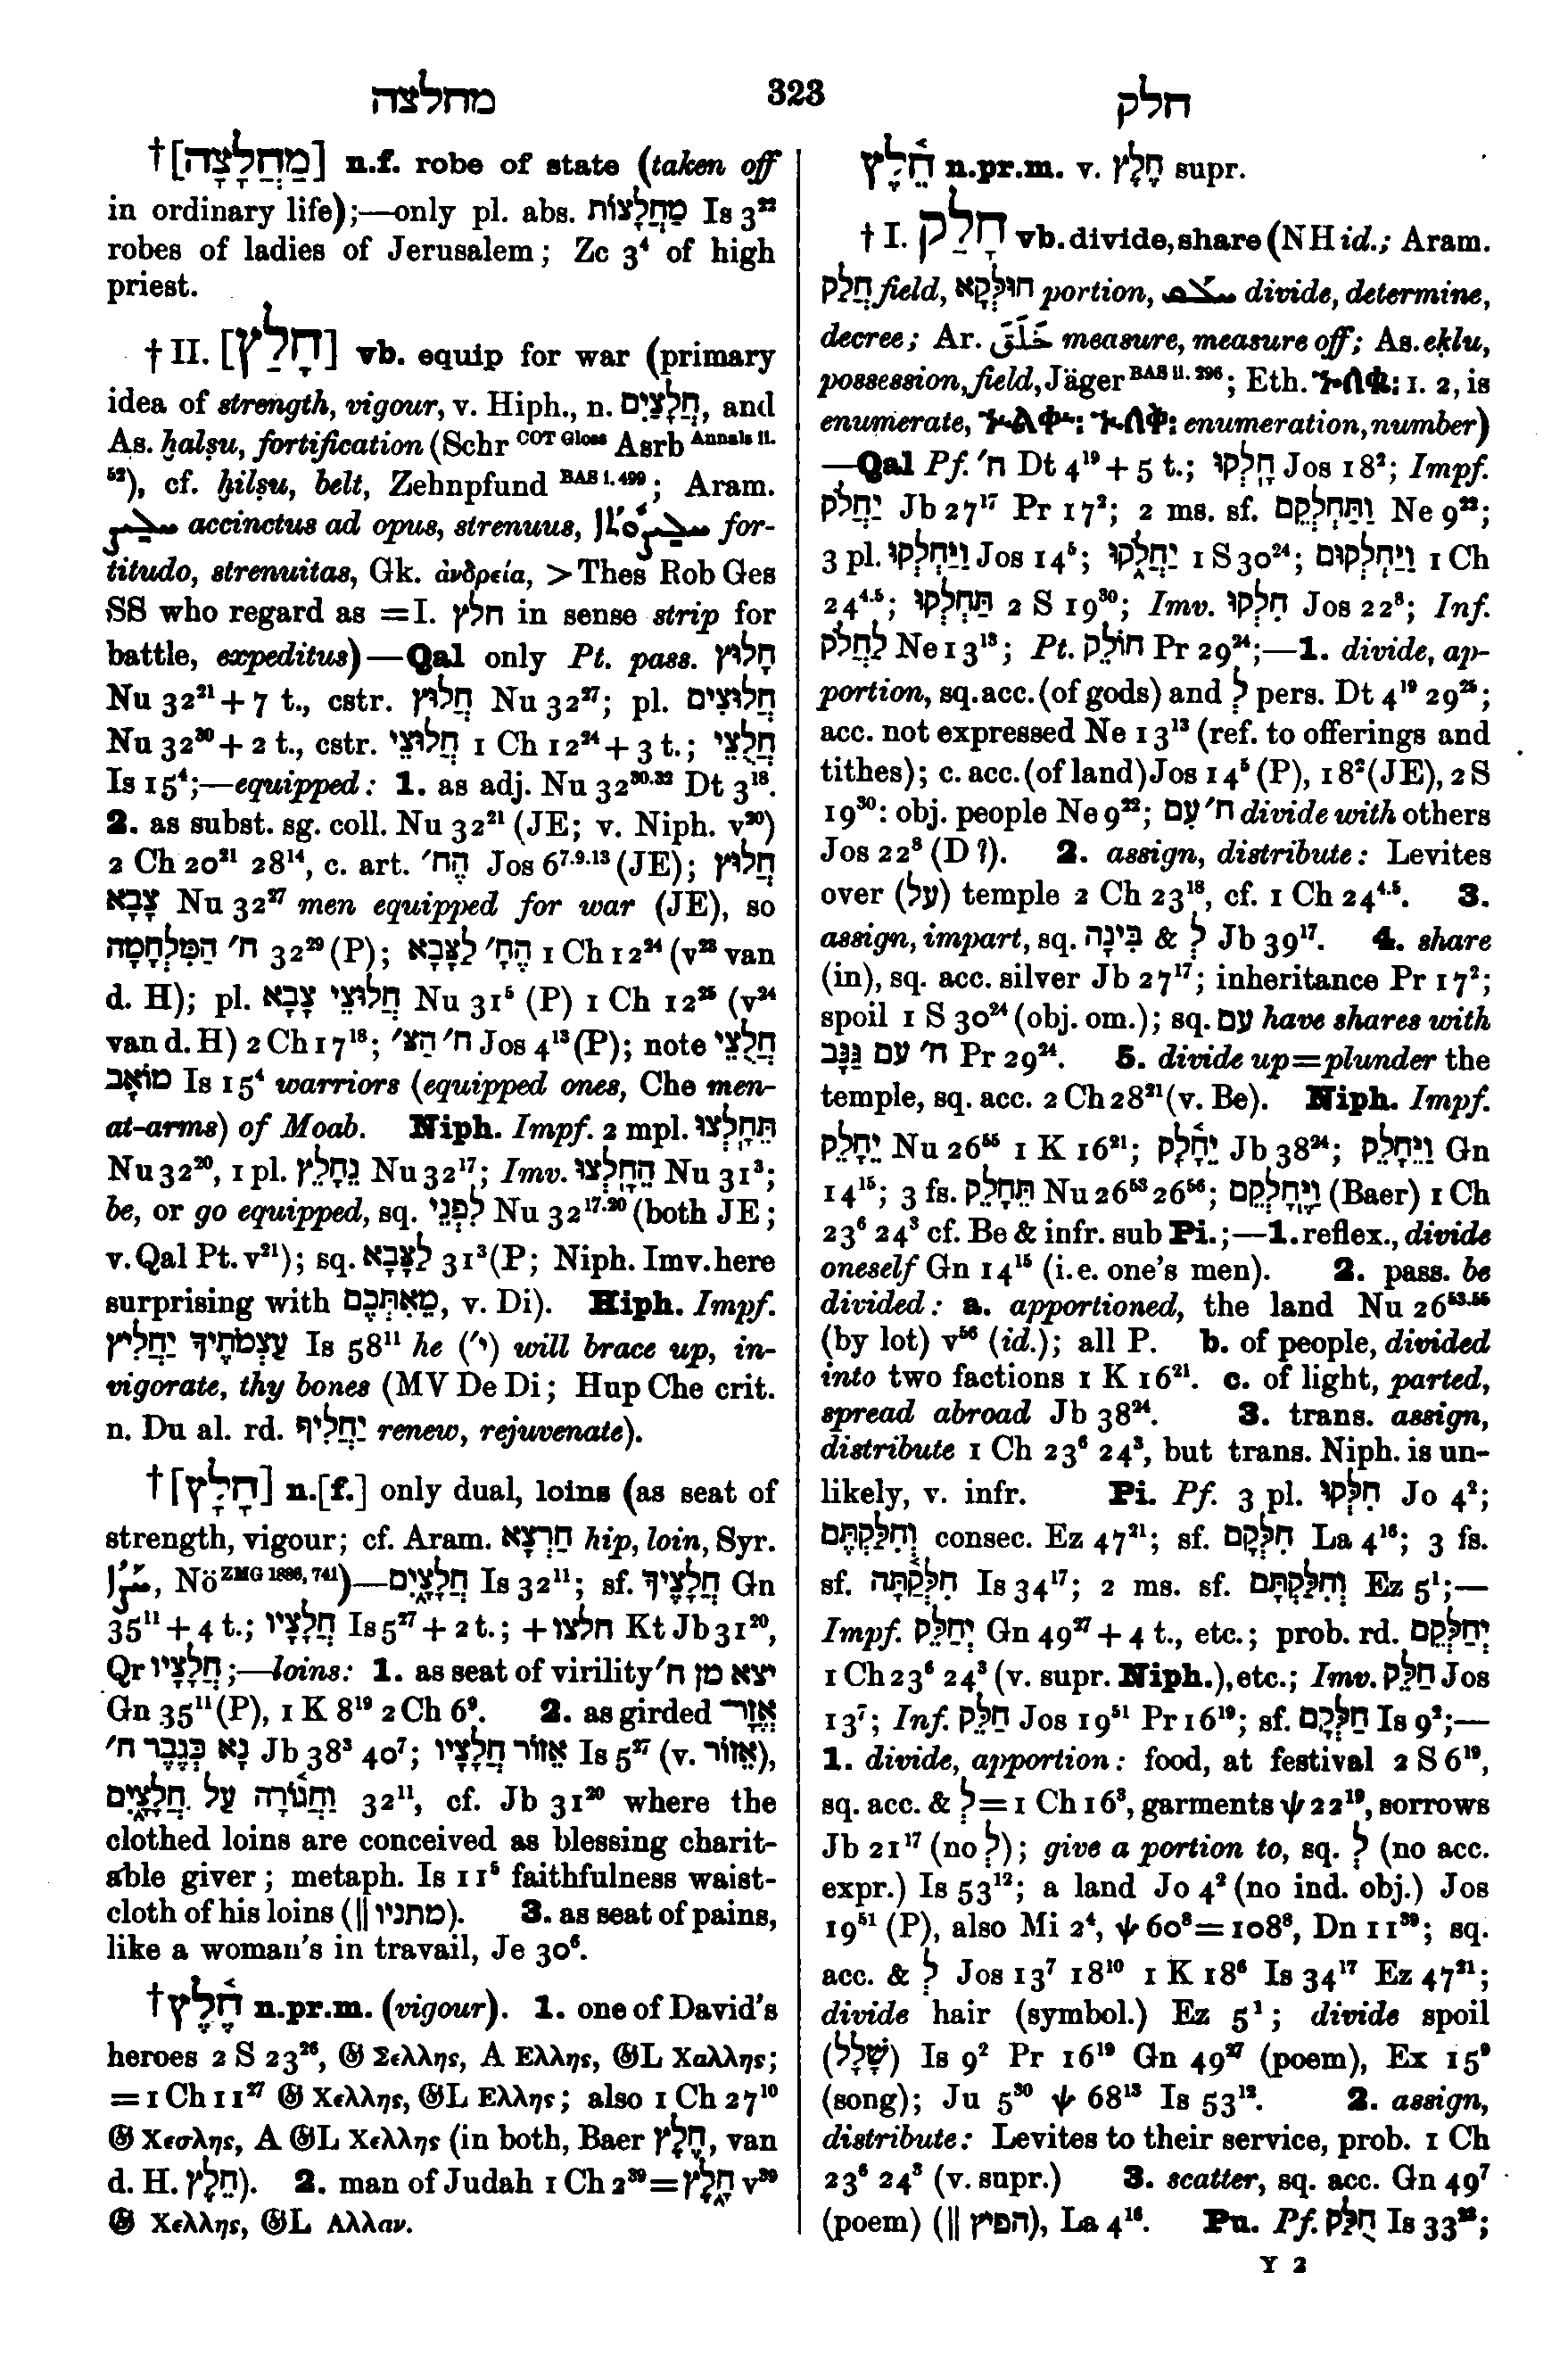 מחלצה 323 חלק
†[מַחֲלָצָה] n.f. robe of state (taken off
in ordinary life);—only pl. abs. מַחֲלָצוֹת Is 3²²
robes of ladies of Jerusalem; Zc 3⁴ of high
priest.
†II. [חָלַץ] vb. equip for war (primary
idea of strength, vigour, v. Hiph., n. חֲלָצַיִם, and
As. ḫalṣu, fortification (Schr COT Gloss Asrb Annals II.
⁵²), cf. ḫilṣu, belt, Zehnpfund BAS I. 499; Aram.
accinctus ad opus, strenuus, for-
titudo, strenuitas, Gk. ἀνδρεία, >Thes Rob Ges
SS who regard as =I. חלץ in sense strip for
battle, expeditus)—Qal only Pt. pass. חָלוּץ
Nu 32²¹ + 7 t., cstr. חֲלוּץ Nu 32²⁷; pl. חֲלוּצִים
Nu 32³⁰ + 2 t., cstr. חֲלוּצֵי 1 Ch 12²⁴ + 3 t.; חֲלֻצֵי
Is 15⁴;—equipped: 1. as adj. Nu 32³⁰·³² Dt 3¹⁸.
2. as subst. sg. coll. Nu 32²¹ (JE; v. Niph. v²⁰)
2 Ch 20²¹ 28¹⁴, c. art. הֶח׳ Jos 6⁷·⁹·¹³ (JE); חֲלוּץ
צָבָא Nu 32²⁷ men equipped for war (JE), so
ח׳ הַמִּלְחָמָה 32²⁹ (P); הֶחָ׳ לַצָּבָא 1 Ch 12²⁴ (v²³ van
d. H); pl. חֲלוּצֵי צָבָא Nu 31⁵ (P) 1 Ch 12²⁵ (v²⁴
van d. H) 2 Ch 17¹⁸; ח׳ הַצּ׳ Jos 4¹³ (P); note חֲלֻצֵי
מוֹאָב Is 15⁴ warriors (equipped ones, Che men-
at-arms) of Moab. Niph. Impf. 2 mpl. תֵּחָלְצוּ
Nu 32²⁰, 1 pl. נֵחָלֵץ Nu 32¹⁷; Imv. הֵחָלְצוּ Nu 31³;
be, or go equipped, sq. לִפְנֵי Nu 32¹⁷·²⁰ (both JE;
v. Qal Pt. v²¹); sq. לַצָּבָא 31³ (P; Niph. Imv. here
surprising with מֵאִתְּכֶם, v. Di). Hiph. Impf.
עַצְמֹתֶיךָ יַחֲלִיץ Is 58¹¹ he (י׳) will brace up, in-
vigorate, thy bones (MV De Di; Hup Che crit.
n. Du al. rd. יַחֲלִיף renew, rejuvenate).
†[חָלָץ] n.[f.] only dual, loins (as seat of
strength, vigour; cf. Aram. חַרְצָא hip, loin, Syr.
, Nö ZMG 1886, 741)—חֲלָצַיִם Is 32¹¹; sf. חֲלָצֶיךָ Gn
35¹¹ + 4 t.; חֲלָצָיו Is 5²⁷ + 2 t.; + חלצו Kt Jb 31²⁰,
Qr חֲלָצָיו;—loins: 1. as seat of virility יצא מן ח׳
Gn 35¹¹ (P), 1 K 8¹⁹ 2 Ch 6⁹. 2. as girded אֱזָר־
נָא כְגֶבֶר ח׳ Jb 38³ 40⁷; אֵזוֹר חֲלָצָיו Is 5²⁷ (v. אֵזוֹר),
וַחֲגוֹרָה עַל חֲלָצָיִם 32¹¹, cf. Jb 31²⁰ where the
clothed loins are conceived as blessing charit-
able giver; metaph. Is 11⁵ faithfulness waist-
cloth of his loins (|| מתניו). 3. as seat of pains,
like a woman's in travail, Je 30⁶.
†חֶ֫לֶץ n.pr.m. (vigour). 1. one of David's
heroes 2 S 23²⁶, 𝔊 Σελλης, A Ελλης, 𝔊L Χαλλης;
= 1 Ch 11²⁷ 𝔊 Χελλης, 𝔊L Ελλης; also 1 Ch 27¹⁰
𝔊 Χεσλης, A 𝔊L Χελλης (in both, Baer חֶלֶץ, van
d. H. חֵלֶץ). 2. man of Judah 1 Ch 2³⁹ = חָלֶץ v³⁹
𝔊 Χελλης, 𝔊L Αλλαν.
חֵ֫לֶץ n.pr.m. v. חֶלֶץ supr.
†I. חָלַק vb. divide, share (NH id.; Aram.
חֲלַק field, חוּלְקָא portion, ܚܠܩ divide, determine,
decree; Ar. خَلَقَ measure, measure off; As. eḳlu,
possession, field, Jäger BAS II. 296; Eth. ኈለቈ: I. 2, is
enumerate, enumeration, number)
—Qal Pf. ח׳ Dt 4¹⁹ + 5 t.; חָלְקוּ Jos 18²; Impf.
יַחֲלֹק Jb 27¹⁷ Pr 17²; 2 ms. sf. וַתַּחְלְקֵם Ne 9²²;
3 pl. וַיַּחְלְקוּ Jos 14⁵; יַחֲלֹקוּ 1 S 30²⁴; וַיַּחְלְקוּם 1 Ch
24⁴·⁵; תַּחְלְקוּ 2 S 19³⁰; Imv. חִלְקוּ Jos 22⁸; Inf.
לַחֲלֹק Ne 13¹³; Pt. חוֹלֵק Pr 29²⁴;—1. divide, ap-
portion, sq. acc. (of gods) and לְ pers. Dt 4¹⁹ 29²⁵;
acc. not expressed Ne 13¹³ (ref. to offerings and
tithes); c. acc. (of land) Jos 14⁵ (P), 18² (JE), 2 S
19³⁰: obj. people Ne 9²²; ח׳ עִם divide with others
Jos 22⁸ (D ?). 2. assign, distribute: Levites
over (עַל) temple 2 Ch 23¹⁸, cf. 1 Ch 24⁴·⁵. 3.
assign, impart, sq. בִּינָה & לְ Jb 39¹⁷. 4. share
(in), sq. acc. silver Jb 27¹⁷; inheritance Pr 17²;
spoil 1 S 30²⁴ (obj. om.); sq. עִם have shares with
ח׳ עִם גַּנָּב Pr 29²⁴. 5. divide up=plunder the
temple, sq. acc. 2 Ch 28²¹ (v. Be). Niph. Impf.
יֵחָלֵק Nu 26⁵⁵ 1 K 16²¹; יֵחָ֫לֶק Jb 38²⁴; וַיֵּחָלֵק Gn
14¹⁵; 3 fs. תֵּחָלֵק Nu 26⁵³ 26⁵⁶; וַיֶּחָלְקֵם (Baer) 1 Ch
23⁶ 24³ cf. Be & infr. sub Pi.;—1. reflex., divide
oneself Gn 14¹⁵ (i.e. one's men). 2. pass. be
divided: a. apportioned, the land Nu 26⁵³·⁵⁵
(by lot) v⁵⁶ (id.); all P. b. of people, divided
into two factions 1 K 16²¹. c. of light, parted,
spread abroad Jb 38²⁴. 3. trans. assign,
distribute 1 Ch 23⁶ 24³, but trans. Niph. is un-
likely, v. infr. Pi. Pf. 3 pl. חִלְּקוּ Jo 4²;
וְחִלַּקְתֶּם consec. Ez 47²¹; sf. חִלְּקָם La 4¹⁶; 3 fs.
sf. חִלְּקַתָּה Is 34¹⁷; 2 ms. sf. וְחִלַּקְתָּם Ez 5¹;—
Impf. יְחַלֵּק Gn 49²⁷ + 4 t., etc.; prob. rd. יְחַלְּקֵם
1 Ch 23⁶ 24³ (v. supr. Niph.), etc.; Imv. חַלֵּק Jos
13⁷; Inf. חַלֵּק Jos 19⁵¹ Pr 16¹⁹; sf. חַלְּקָם Is 9²;—
1. divide, apportion: food, at festival 2 S 6¹⁹,
sq. acc. & לְ = 1 Ch 16³, garments ψ 22¹⁹, sorrows
Jb 21¹⁷ (no לְ); give a portion to, sq. לְ (no acc.
expr.) Is 53¹²; a land Jo 4² (no ind. obj.) Jos
19⁵¹ (P), also Mi 2⁴, ψ 60⁸ = 108⁸, Dn 11³⁹; sq.
acc. & לְ Jos 13⁷ 18¹⁰ 1 K 18⁶ Is 34¹⁷ Ez 47²¹;
divide hair (symbol.) Ez 5¹; divide spoil
(שָׁלָל) Is 9² Pr 16¹⁹ Gn 49²⁷ (poem), Ex 15⁹
(song); Ju 5³⁰ ψ 68¹³ Is 53¹². 2. assign,
distribute: Levites to their service, prob. 1 Ch
23⁶ 24³ (v. supr.) 3. scatter, sq. acc. Gn 49⁷
(poem) (|| הפיץ), La 4¹⁶. Pu. Pf. חֻלַּק Is 33²³;
Y 2